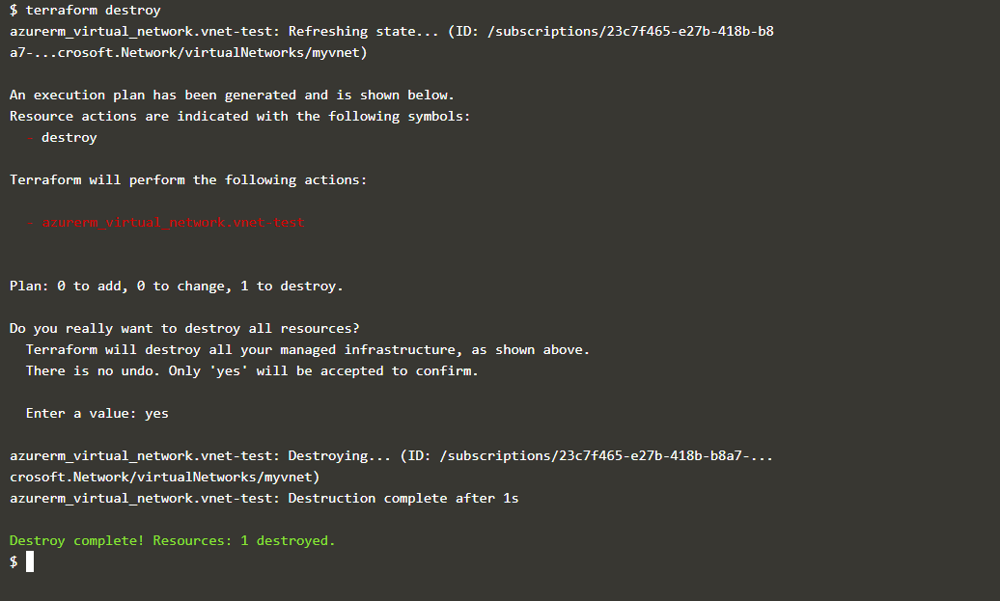 $ terraform destroy
azurerm_virtual_network.vnet-test: Refreshing state... (ID: /subscriptions/23c7f465-e27b-418b-b8
a7-...crosoft.Network/virtualNetworks/myvnet)
An execution plan has been generated and is shown below.
Resource actions are indicated with the following symbols:
- destroy
Terraform will perform the following actions:
- azurerm_virtual_network.vnet-test
Plan: 0 to add, 0 to change, 1 to destroy.
Do you really want to destroy all resources?
Terraform will destroy all your managed infrastructure, as shown above.
There is no undo. Only 'yes' will be accepted to confirm.
Enter a value: yes
azurerm_virtual_network.vnet-test: Destroying... (ID: /subscriptions/23c7f465-e27b-418b-b8a7-...
crosoft.Network/virtualNetworks/myvnet)
azurerm_virtual_network.vnet-test: Destruction complete after 1s
Destroy complete! Resources: 1 destroyed.
$